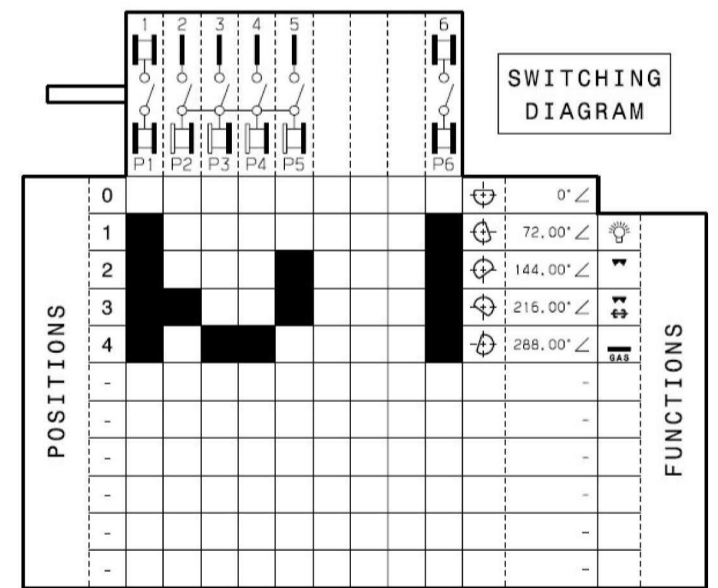 1 2 3 4 5 6
SWITCHING
DIAGRAM
P1 P2 P3 P4 P5 P6
POSITIONS
0 0°∠
1 72.00°∠
2 144.00°∠
3 216.00°∠
4 288.00°∠
GAS
- -
- -
- -
- -
- -
- -
FUNCTIONS